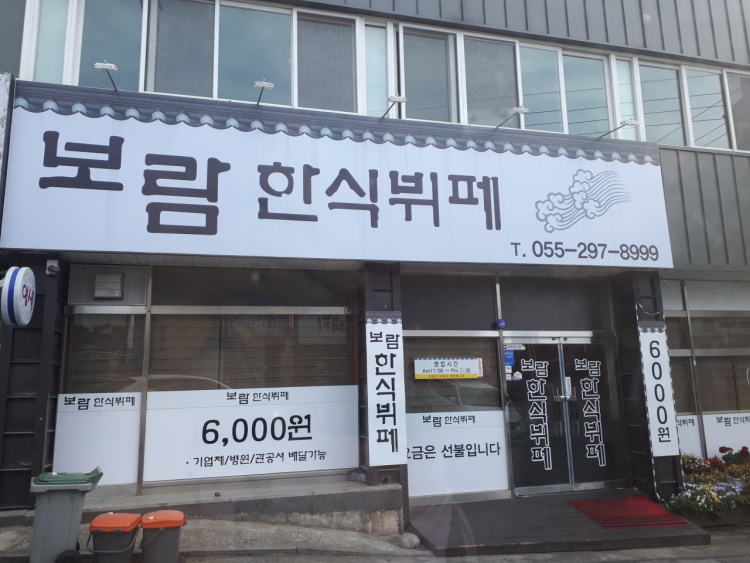 보람 한식뷔페
T. 055-297-8999
보람 한식뷔페
보람 한식뷔페
6,000원
· 기업체/병원/관공서 배달가능
보람 한식뷔페
영업시간
보람 한식뷔페
요금은 선불입니다
보람 한식뷔페
보람 한식뷔페
6000원
보람 한식뷔페